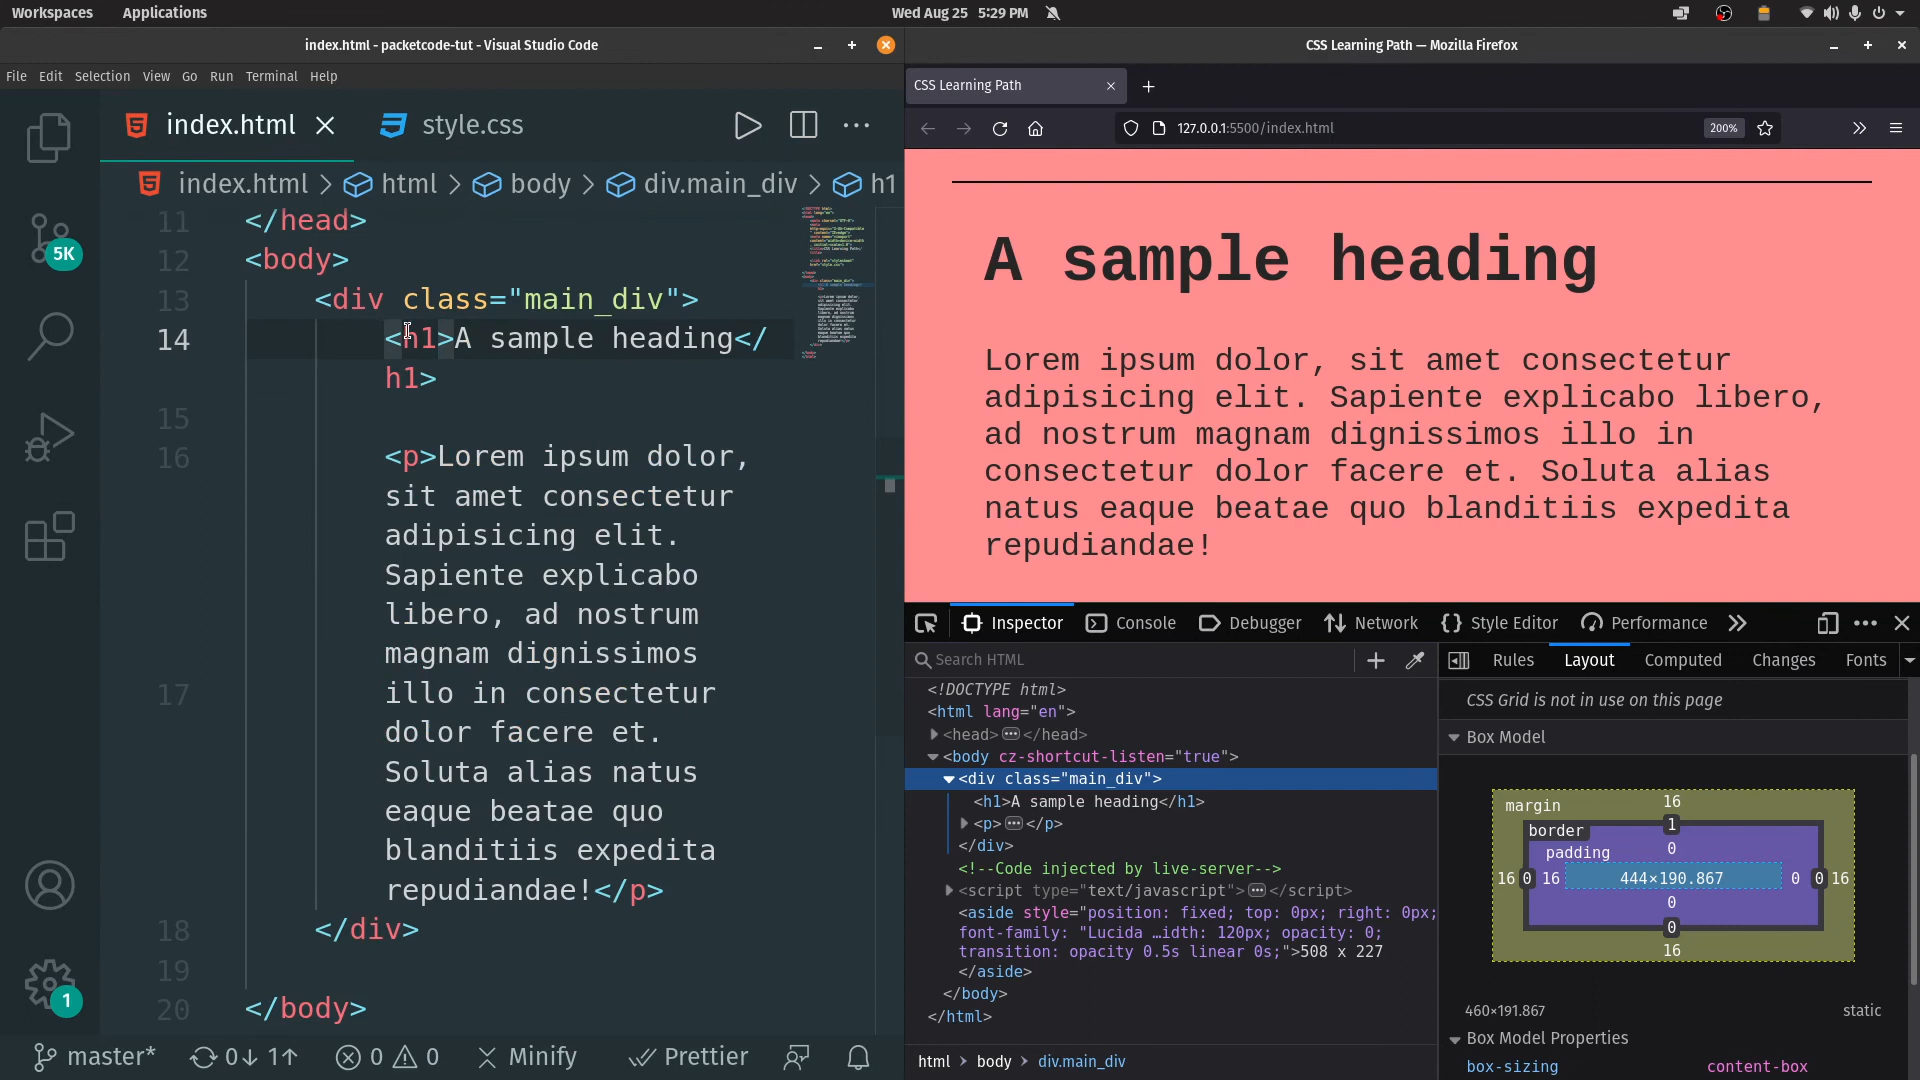 Workspaces Applications Wed Aug 25 5:29 PM
index.html - packetcode-tut - Visual Studio Code
File Edit Selection View Go Run Terminal Help
index.html style.css
index.html > html > body > div.main_div > h1
11 </head>
12 <body>
13 <div class="main_div">
14 <h1>A sample heading</
h1>
15
16 <p>Lorem ipsum dolor,
sit amet consectetur
adipisicing elit.
Sapiente explicabo
libero, ad nostrum
magnam dignissimos
17 illo in consectetur
dolor facere et.
Soluta alias natus
eaque beatae quo
blanditiis expedita
repudiandae!</p>
18 </div>
19
20 </body>
5K
1
master* 0↓ 1↑ 0 0 Minify Prettier
CSS Learning Path — Mozilla Firefox
CSS Learning Path
127.0.0.1:5500/index.html 200%
A sample heading
Lorem ipsum dolor, sit amet consectetur
adipisicing elit. Sapiente explicabo libero,
ad nostrum magnam dignissimos illo in
consectetur dolor facere et. Soluta alias
natus eaque beatae quo blanditiis expedita
repudiandae!
Inspector Console Debugger Network Style Editor Performance
Search HTML
<!DOCTYPE html>
<html lang="en">
<head> </head>
<body cz-shortcut-listen="true">
<div class="main_div">
<h1>A sample heading</h1>
<p> </p>
</div>
<!--Code injected by live-server-->
<script type="text/javascript"> </script>
<aside style="position: fixed; top: 0px; right: 0px;
font-family: "Lucida …idth: 120px; opacity: 0;
transition: opacity 0.5s linear 0s;">508 x 227
</aside>
</body>
</html>
html > body > div.main_div
Rules Layout Computed Changes Fonts
CSS Grid is not in use on this page
Box Model
margin 16
border 1
padding 0
16 0 16 444×190.867 0 0 16
0
0
16
460×191.867 static
Box Model Properties
box-sizing content-box